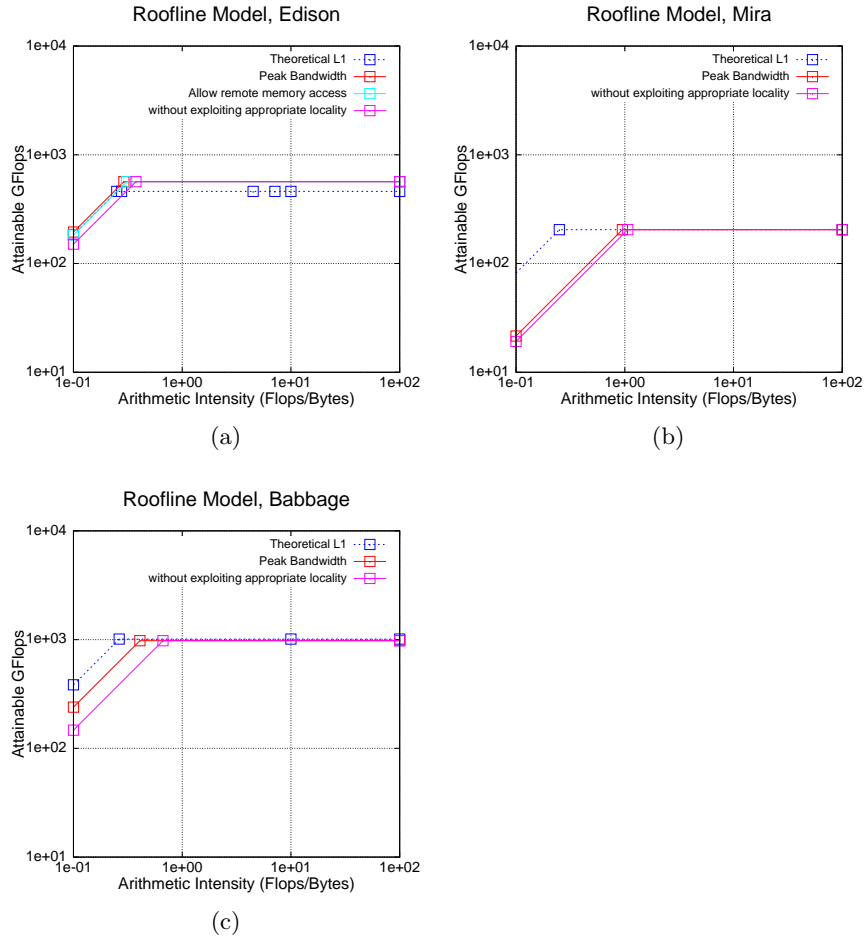 Roofline Model, Edison
1e+04
Theoretical L1
Peak Bandwidth
Allow remote memory access
without exploiting appropriate locality
1e+03
Attainable GFlops
1e+02
1e+01
1e-01
1e+00
1e+01
1e+02
Arithmetic Intensity (Flops/Bytes)
(a)
Roofline Model, Mira
1e+04
Theoretical L1
Peak Bandwidth
without exploiting appropriate locality
1e+03
Attainable GFlops
1e+02
1e+01
1e-01
1e+00
1e+01
1e+02
Arithmetic Intensity (Flops/Bytes)
(b)
Roofline Model, Babbage
1e+04
Theoretical L1
Peak Bandwidth
without exploiting appropriate locality
1e+03
Attainable GFlops
1e+02
1e+01
1e-01
1e+00
1e+01
1e+02
Arithmetic Intensity (Flops/Bytes)
(c)